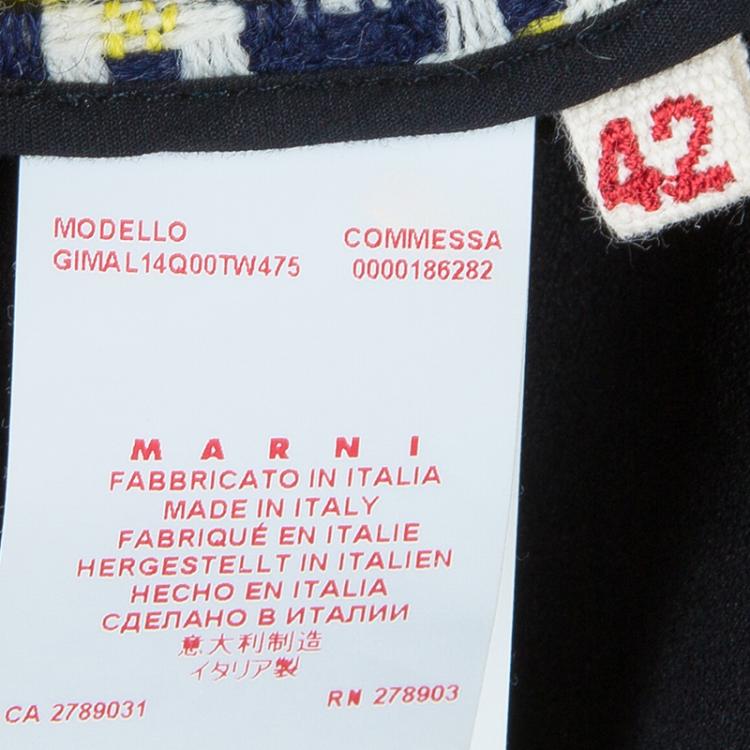 42
MODELLO
GIMAL14Q00TW475
COMMESSA
0000186282
MARNI
FABBRICATO IN ITALIA
MADE IN ITALY
FABRIQUÉ EN ITALIE
HERGESTELLT IN ITALIEN
HECHO EN ITALIA
СДЕЛАНО В ИТАЛИИ
意大利制造
イタリア製
CA 2789031
RN 278903